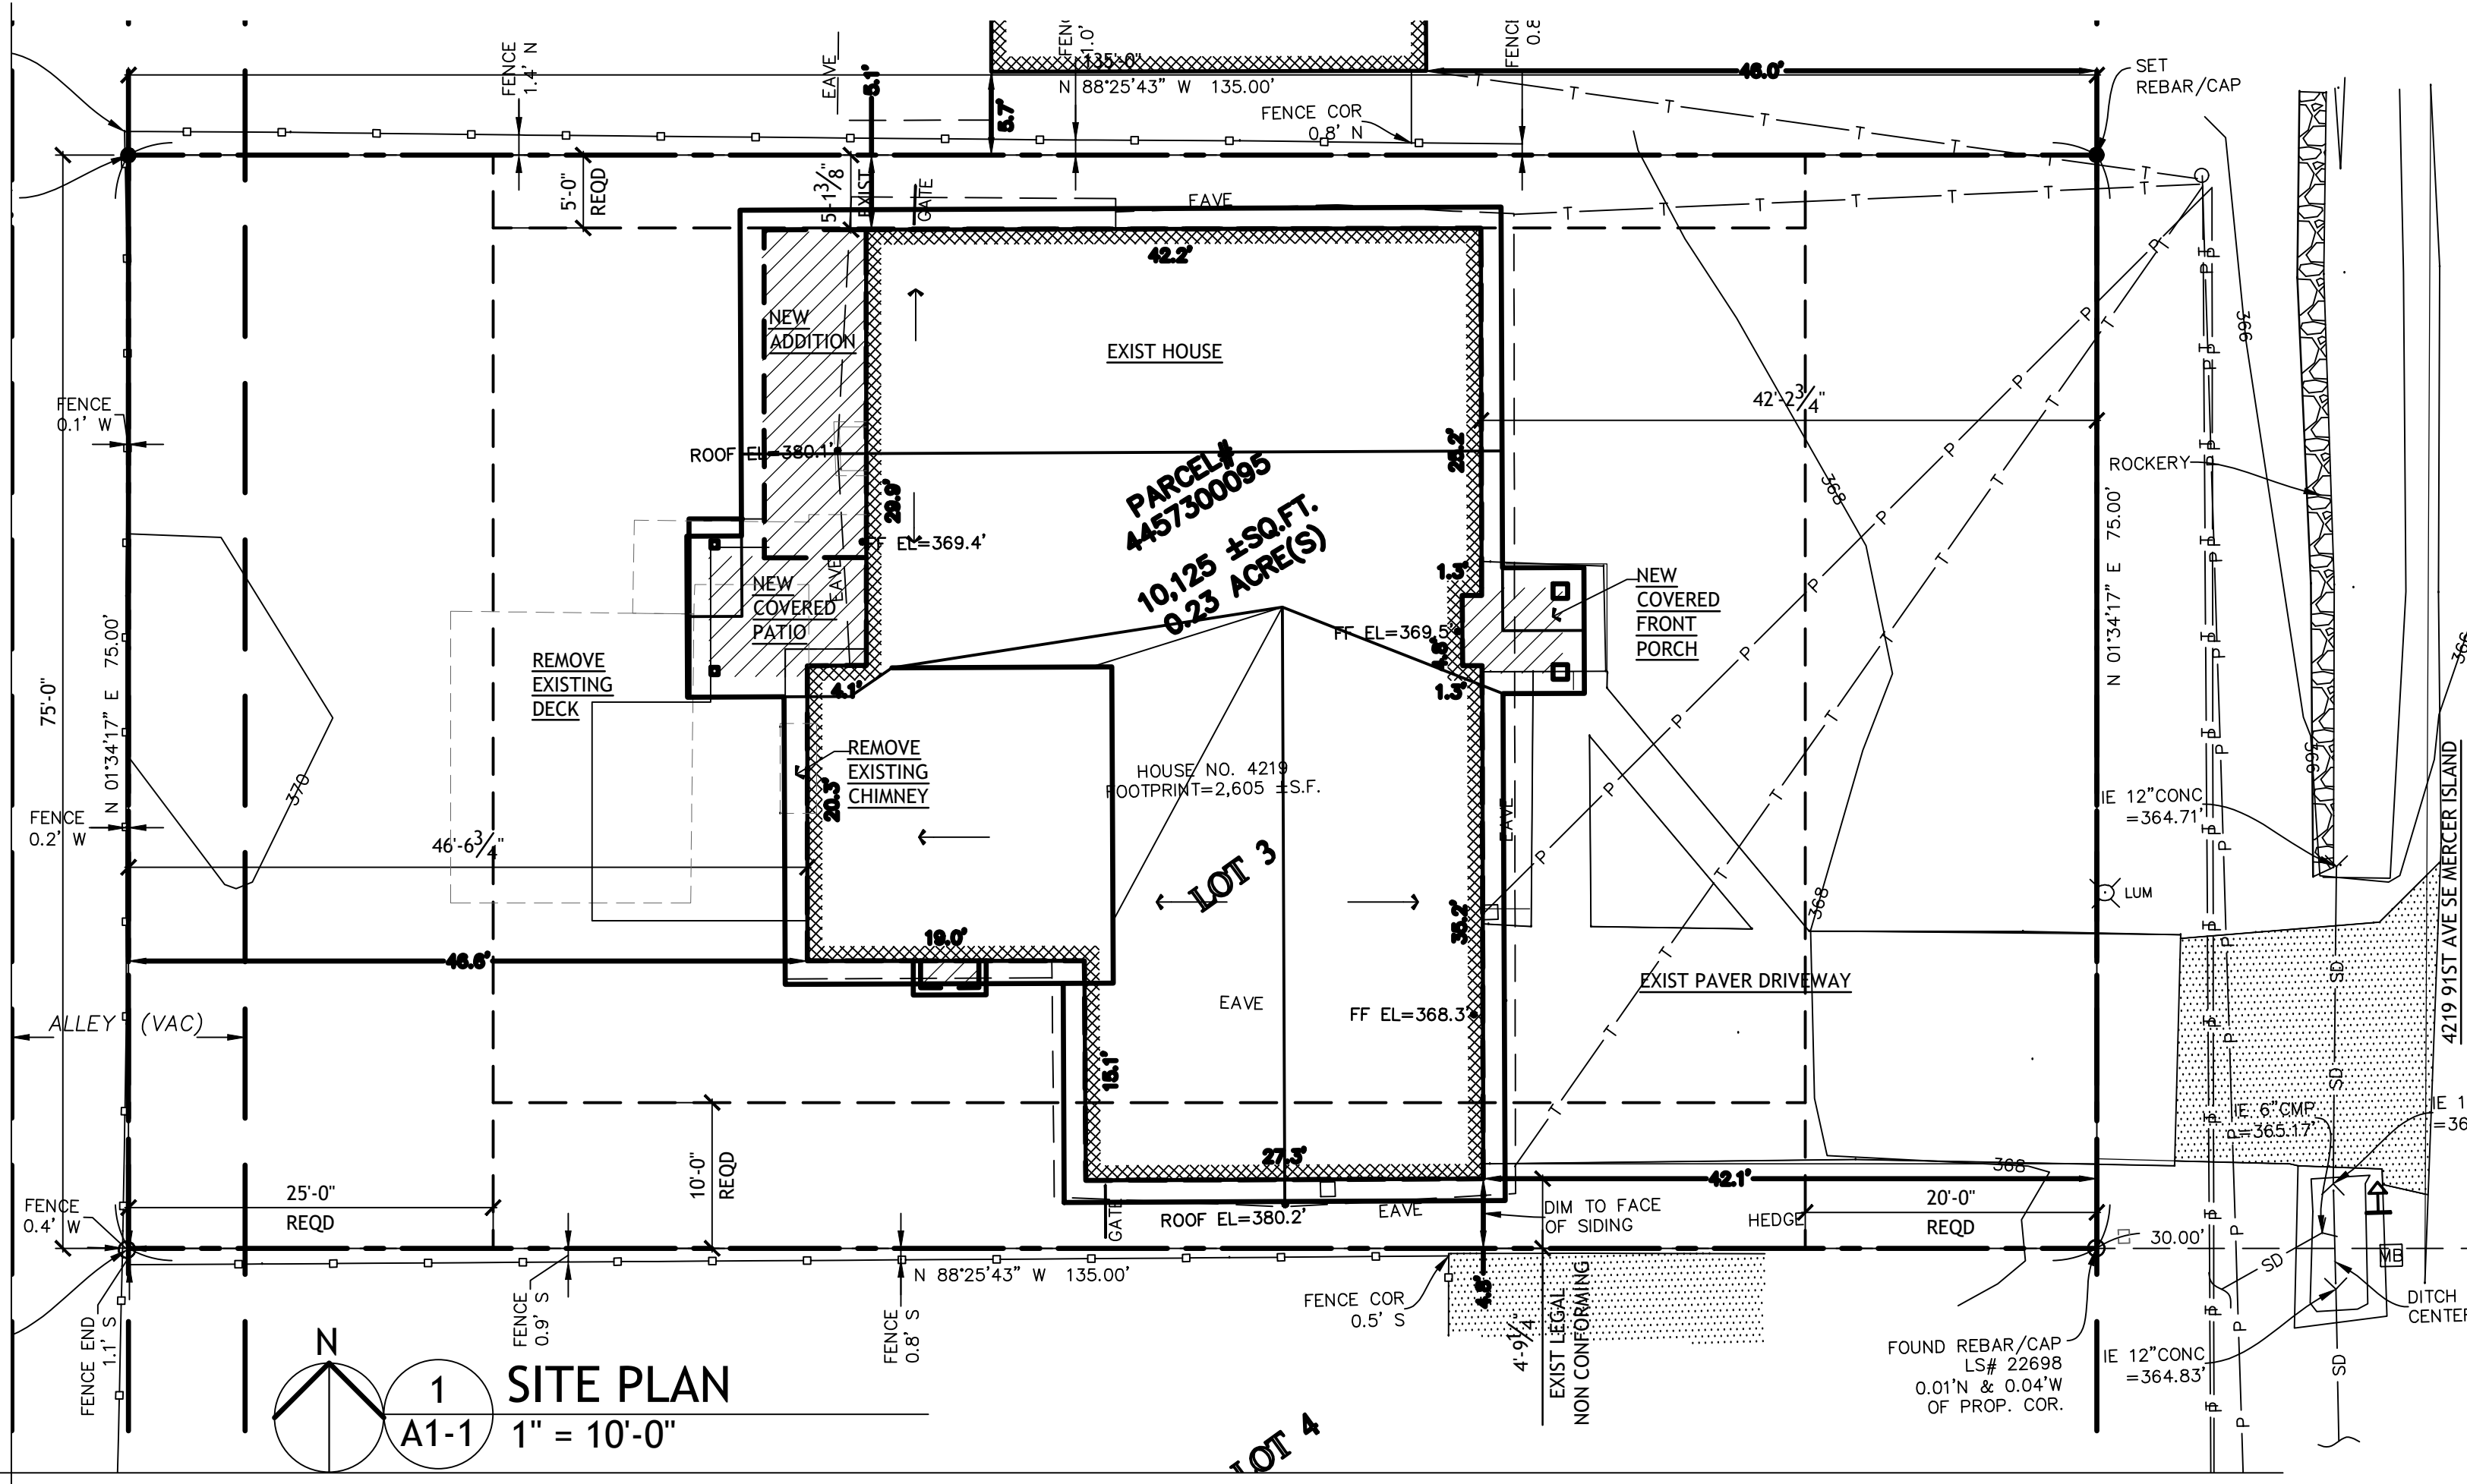 FENCE
1.4' N
EAVE
5.1'
5.7'
1.0'
135'-0"
N 88°25'43" W 135.00'
FENCE COR
0.8' N
46.0'
SET
REBAR/CAP
5'-0"
REQD
5'-1 3/8"
EXIST
GATE
EAVE
42.2'
NEW
ADDITION
EXIST HOUSE
FENCE
0.1' W
ROOF EL=380.1'
29.9'
25.2'
42'-2 3/4"
PARCEL#
4457300095
10,125 ±SQ.FT.
0.23 ACRE(S)
368
366
ROCKERY
N 01°34'17" E 75.00'
FF EL=369.4'
EAVE
NEW
COVERED
PATIO
1.3'
FF EL=369.5'
1.3'
NEW
COVERED
FRONT
PORCH
75'-0"
N 01°34'17" E 75.00'
REMOVE
EXISTING
DECK
4.1'
370
REMOVE
EXISTING
CHIMNEY
20.3'
HOUSE NO. 4219
FOOTPRINT=2,605 ±S.F.
EAVE
366
IE 12"CONC
=364.71'
4219 91ST AVE SE MERCER ISLAND
FENCE
0.2' W
46'-6 3/4"
LOT 3
368
LUM
35.2'
19.0'
46.6'
EAVE
FF EL=368.3'
EXIST PAVER DRIVEWAY
SD
ALLEY (VAC)
15.1'
SD
IE 6"CMP
=365.17'
27.3'
368
42.1'
10'-0"
REQD
25'-0"
REQD
FENCE
0.4' W
GATE
ROOF EL=380.2'
EAVE
DIM TO FACE
OF SIDING
HEDGE
20'-0"
REQD
30.00'
MB
SD
N 88°25'43" W 135.00'
FENCE END
1.1' S
FENCE
0.9' S
FENCE
0.8' S
FENCE COR
0.5' S
4'-9 1/4"
EXIST LEGAL
NON CONFORMING
DITCH
FOUND REBAR/CAP
LS# 22698
0.01'N & 0.04'W
OF PROP. COR.
IE 12"CONC
=364.83'
SD
N
1
A1-1
SITE PLAN
1" = 10'-0"
LOT 4